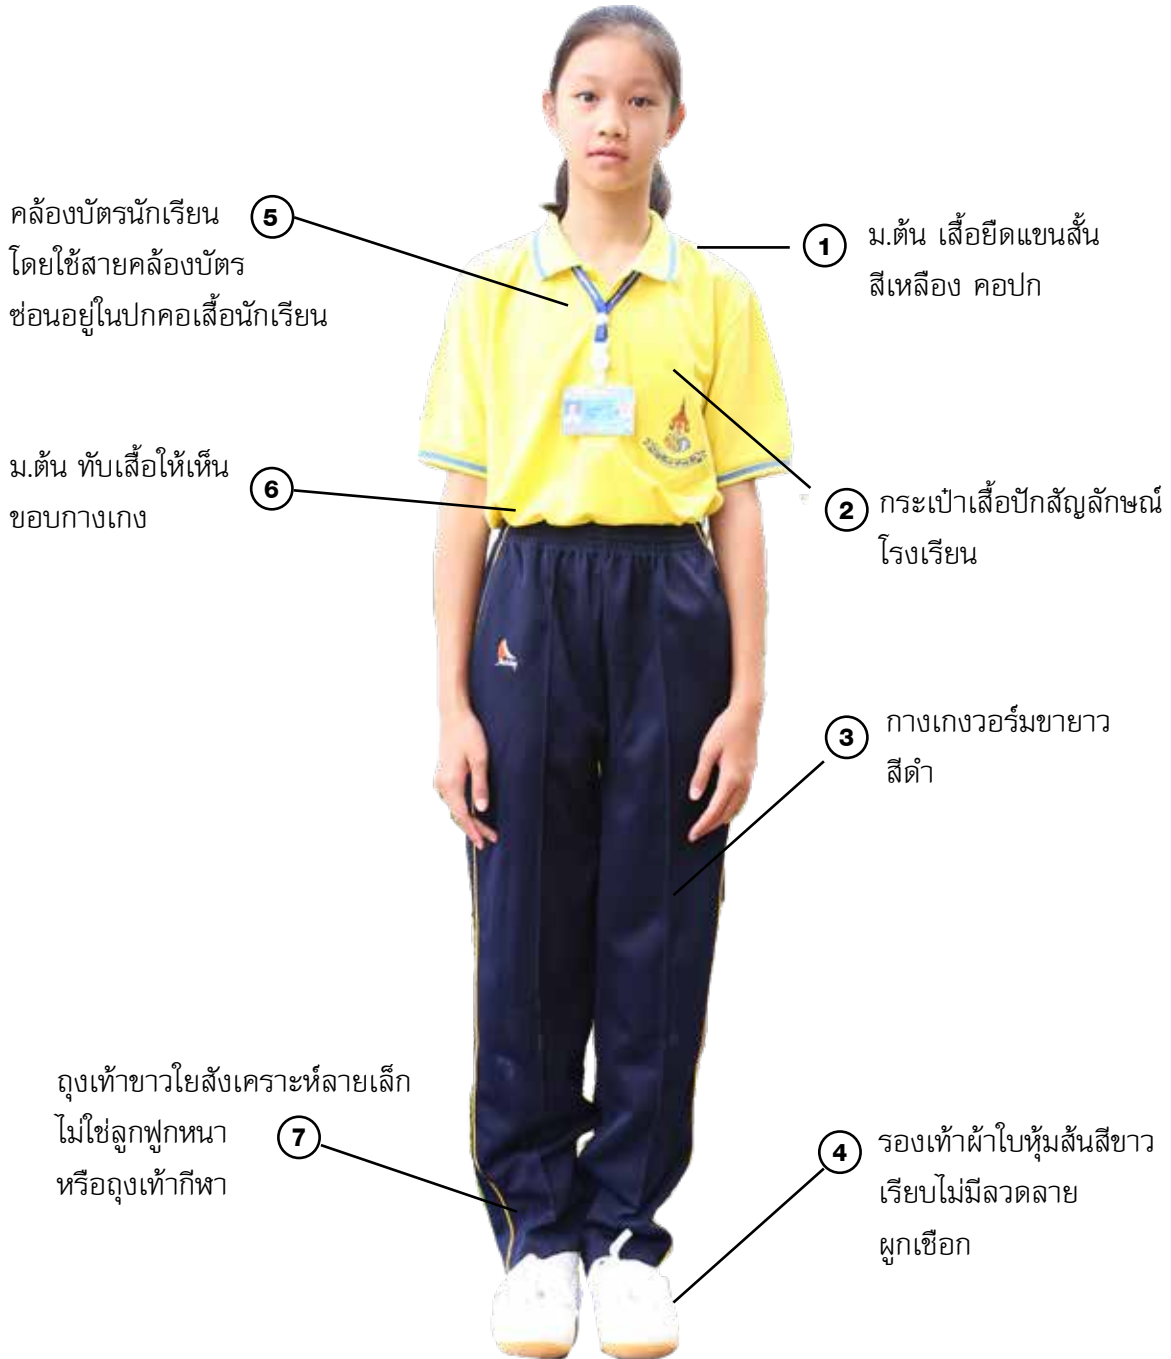 คล้องบัตรนักเรียน
โดยใช้สายคล้องบัตร
ซ่อนอยู่ในปกคอเสื้อนักเรียน
5
1
ม.ต้น เสื้อยืดแขนสั้น
สีเหลือง คอปก
ม.ต้น ทับเสื้อให้เห็น
ขอบกางเกง
6
2
กระเป๋าเสื้อปักสัญลักษณ์
โรงเรียน
3
กางเกงวอร์มขายาว
สีดำ
ถุงเท้าขาวใยสังเคราะห์ลายเล็ก
ไม่ใช่ลูกฟูกหนา
หรือถุงเท้ากีฬา
7
4
รองเท้าผ้าใบหุ้มส้นสีขาว
เรียบไม่มีลวดลาย
ผูกเชือก